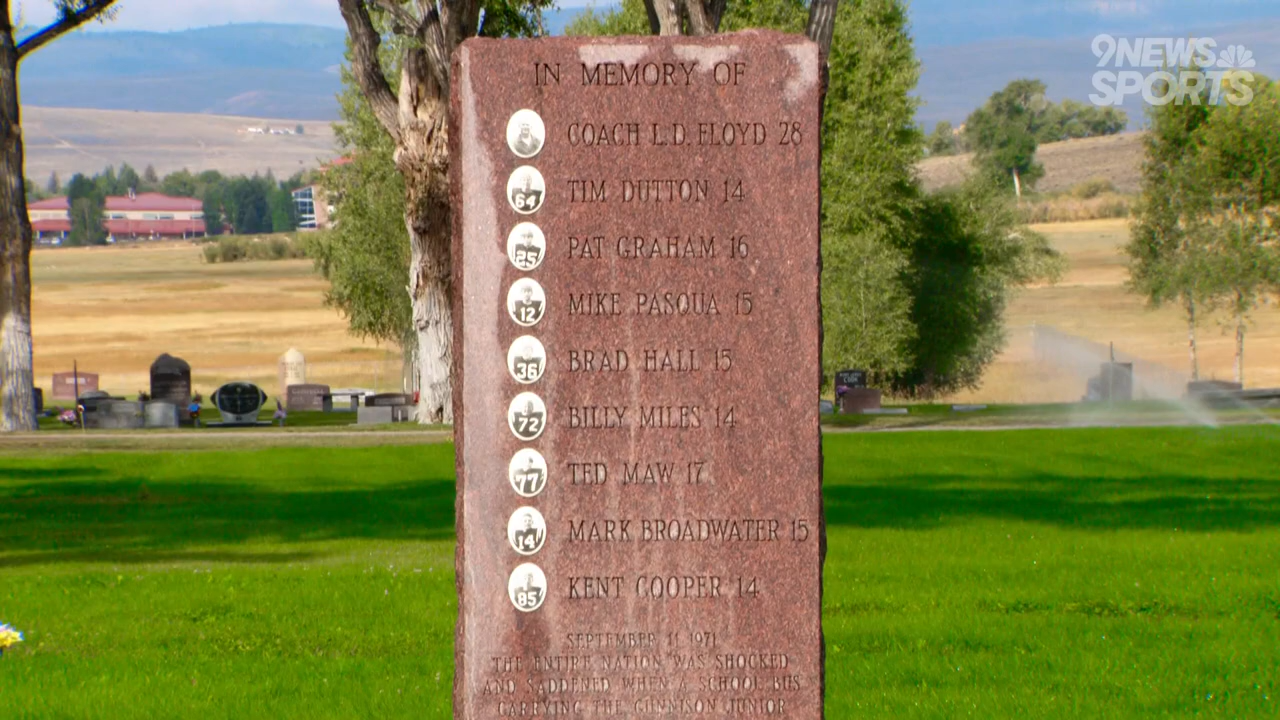 9NEWS
SPORTS
IN MEMORY OF
COACH L.D. FLOYD 28
64 TIM DUTTON 14
25 PAT GRAHAM 16
12 MIKE PASQUA 15
36 BRAD HALL 15
72 BILLY MILES 14
77 TED MAW 17
14 MARK BROADWATER 15
85 KENT COOPER 14
SEPTEMBER 11 1971
THE ENTIRE NATION WAS SHOCKED
AND SADDENED WHEN A SCHOOL BUS
CARRYING THE GUNNISON JUNIOR